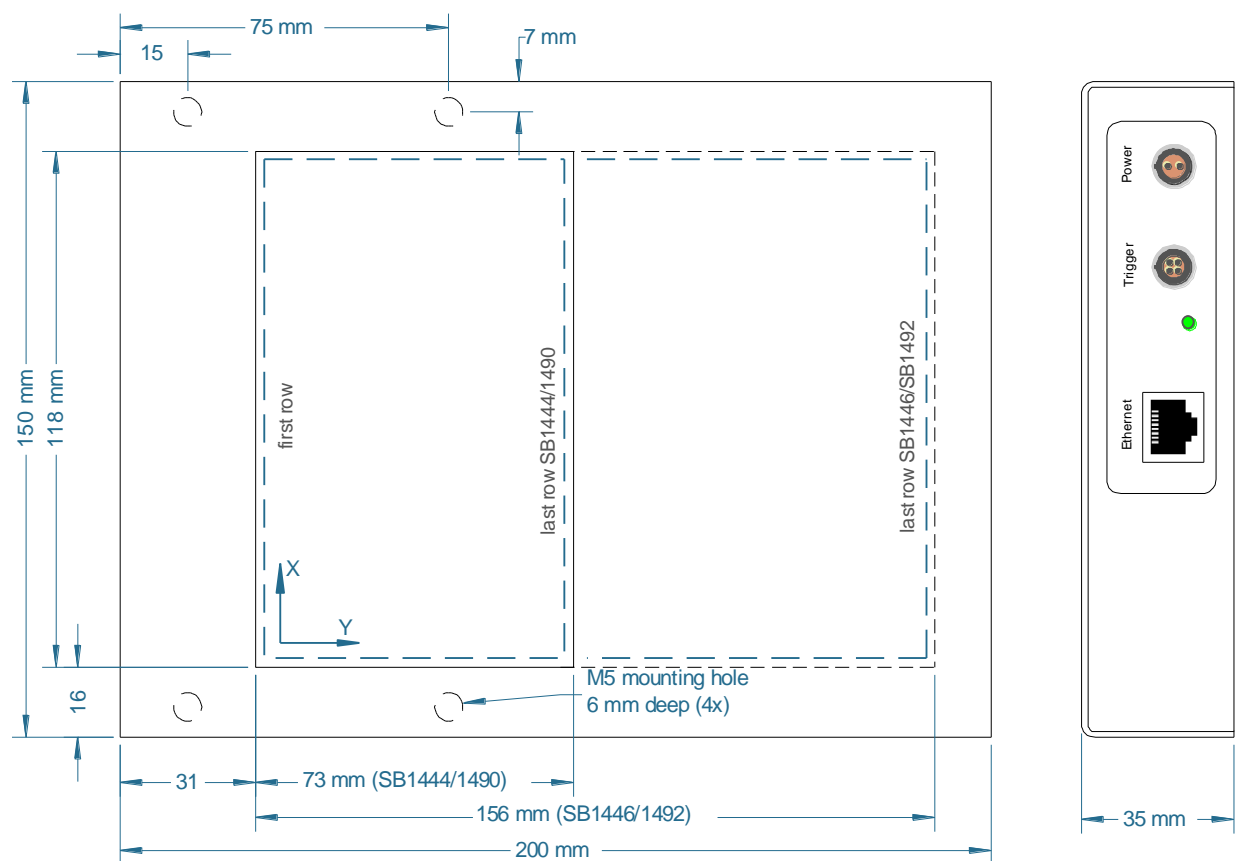 75 mm
15
7 mm
Power
Trigger
Ethernet
150 mm
118 mm
first row
last row SB1444/1490
last row SB1446/SB1492
X
Y
M5 mounting hole
6 mm deep (4x)
16
31
73 mm (SB1444/1490)
156 mm (SB1446/1492)
200 mm
35 mm